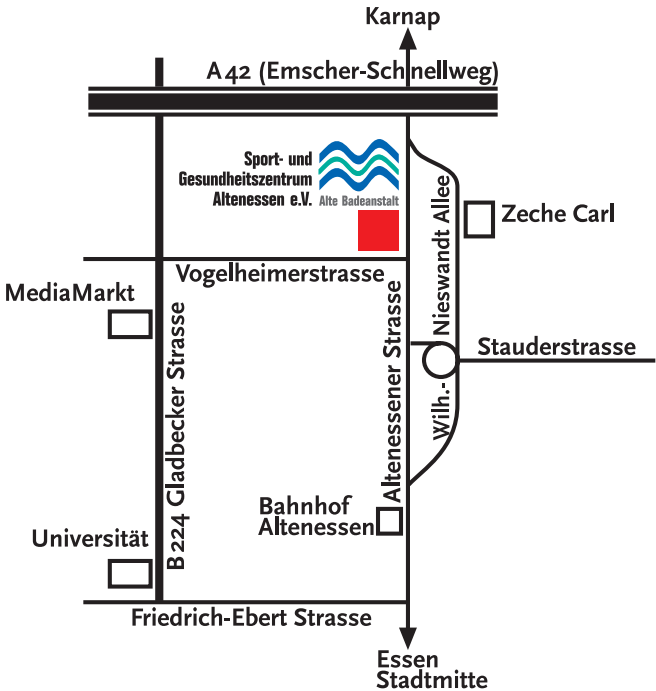 Karnap
A 42 (Emscher-Schnellweg)
Sport- und
Gesundheitszentrum
Altenessen e.V.
Alte Badeanstalt
Zeche Carl
Nieswandt Allee
Wilh.-
Vogelheimerstrasse
MediaMarkt
Stauderstrasse
Altenessener Strasse
B 224 Gladbecker Strasse
Bahnhof
Altenessen
Universität
Friedrich-Ebert Strasse
Essen
Stadtmitte